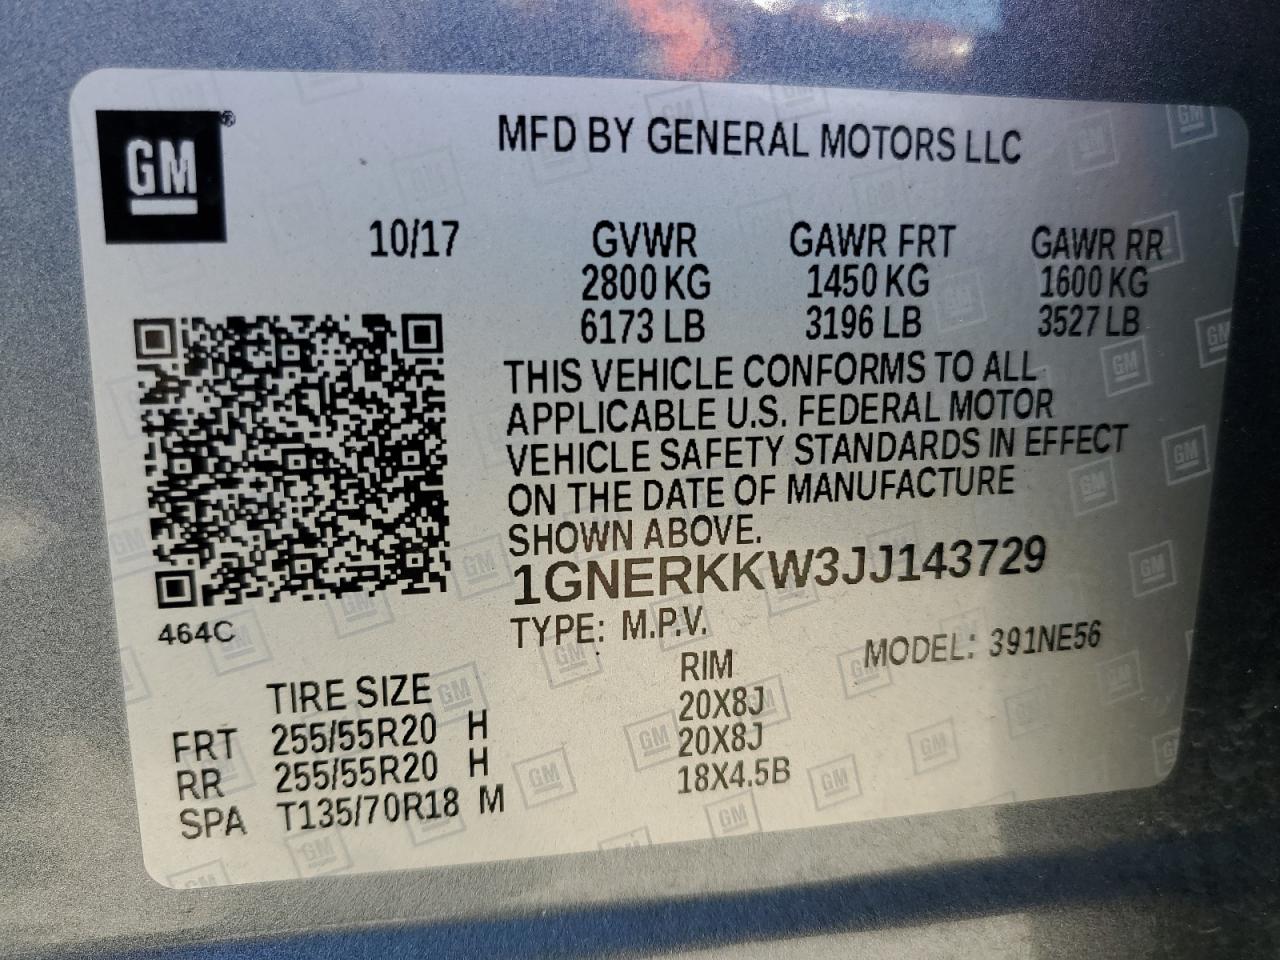 GM®
MFD BY GENERAL MOTORS LLC
10/17 GVWR GAWR FRT GAWR RR
2800 KG 1450 KG 1600 KG
6173 LB 3196 LB 3527 LB
THIS VEHICLE CONFORMS TO ALL
APPLICABLE U.S. FEDERAL MOTOR
VEHICLE SAFETY STANDARDS IN EFFECT
ON THE DATE OF MANUFACTURE
SHOWN ABOVE.
1GNERKKW3JJ143729
464C
TYPE: M.P.V. MODEL: 391NE56
TIRE SIZE RIM
FRT 255/55R20 H 20X8J
RR 255/55R20 H 20X8J
SPA T135/70R18 M 18X4.5B